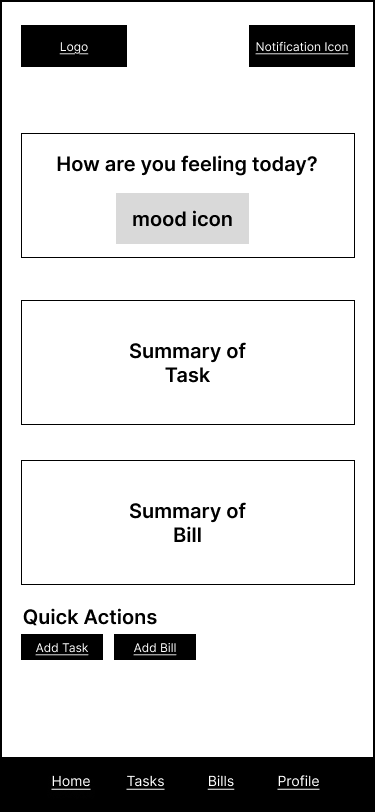 Logo
Notification Icon
How are you feeling today?
mood icon
Summary of
Task
Summary of
Bill
Quick Actions
Add Task
Add Bill
Home
Tasks
Bills
Profile